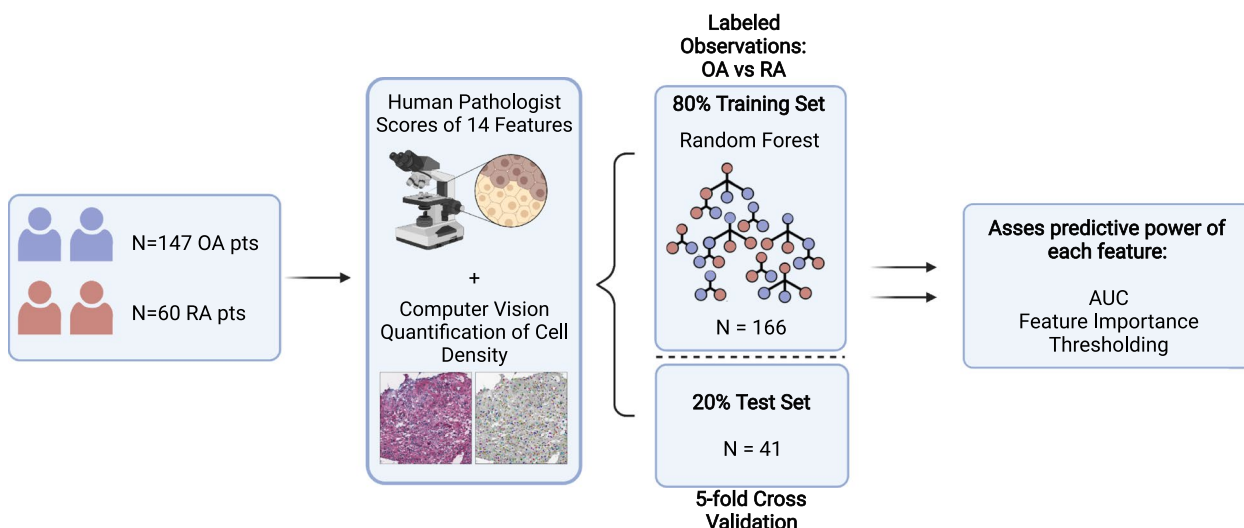 N=147 OA pts
N=60 RA pts
Human Pathologist
Scores of 14 Features
+
Computer Vision
Quantification of Cell
Density
Labeled
Observations:
OA vs RA
80% Training Set
Random Forest
N = 166
20% Test Set
N = 41
5-fold Cross
Validation
Asses predictive power of
each feature:
AUC
Feature Importance
Thresholding